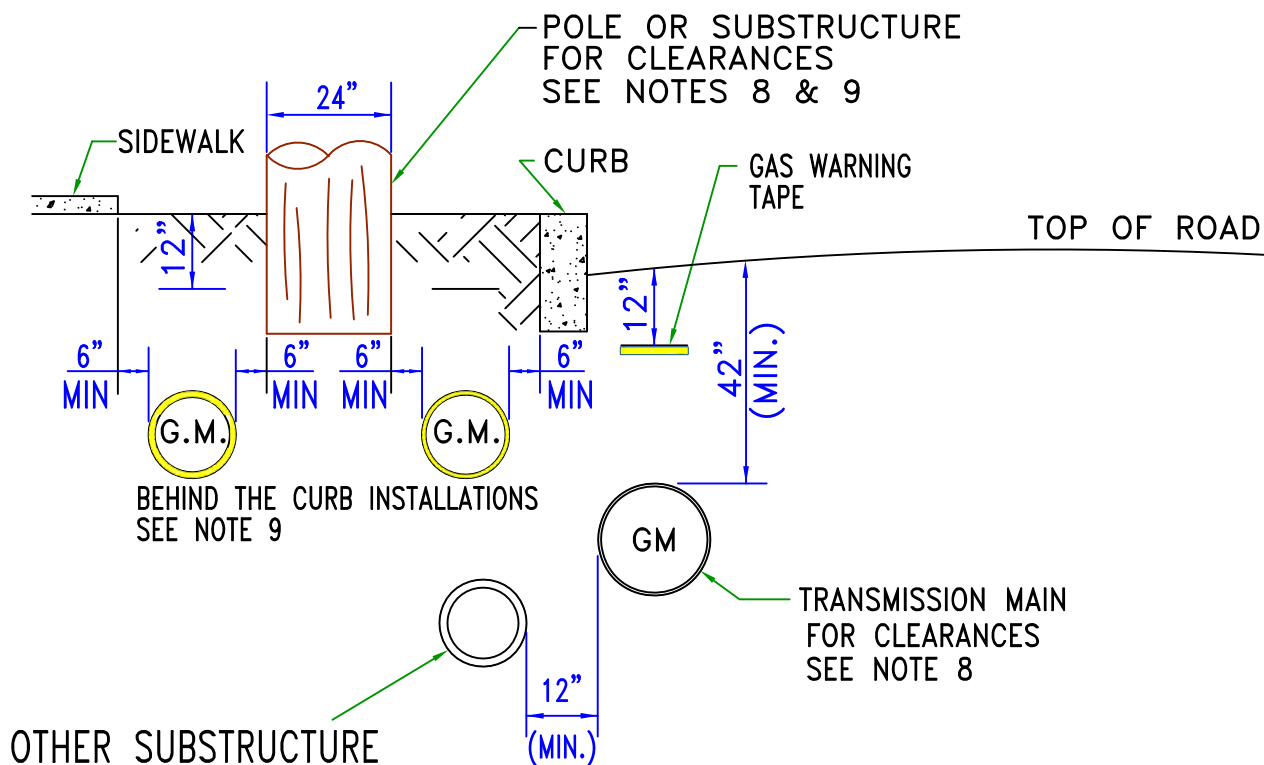 POLE OR SUBSTRUCTURE
FOR CLEARANCES
SEE NOTES 8 & 9
24”
SIDEWALK
CURB
GAS WARNING
TAPE
TOP OF ROAD
12”
12”
42”
(MIN.)
6”
MIN
6”
MIN
6”
MIN
6”
MIN
G.M.
G.M.
BEHIND THE CURB INSTALLATIONS
SEE NOTE 9
GM
TRANSMISSION MAIN
FOR CLEARANCES
SEE NOTE 8
12”
(MIN.)
OTHER SUBSTRUCTURE